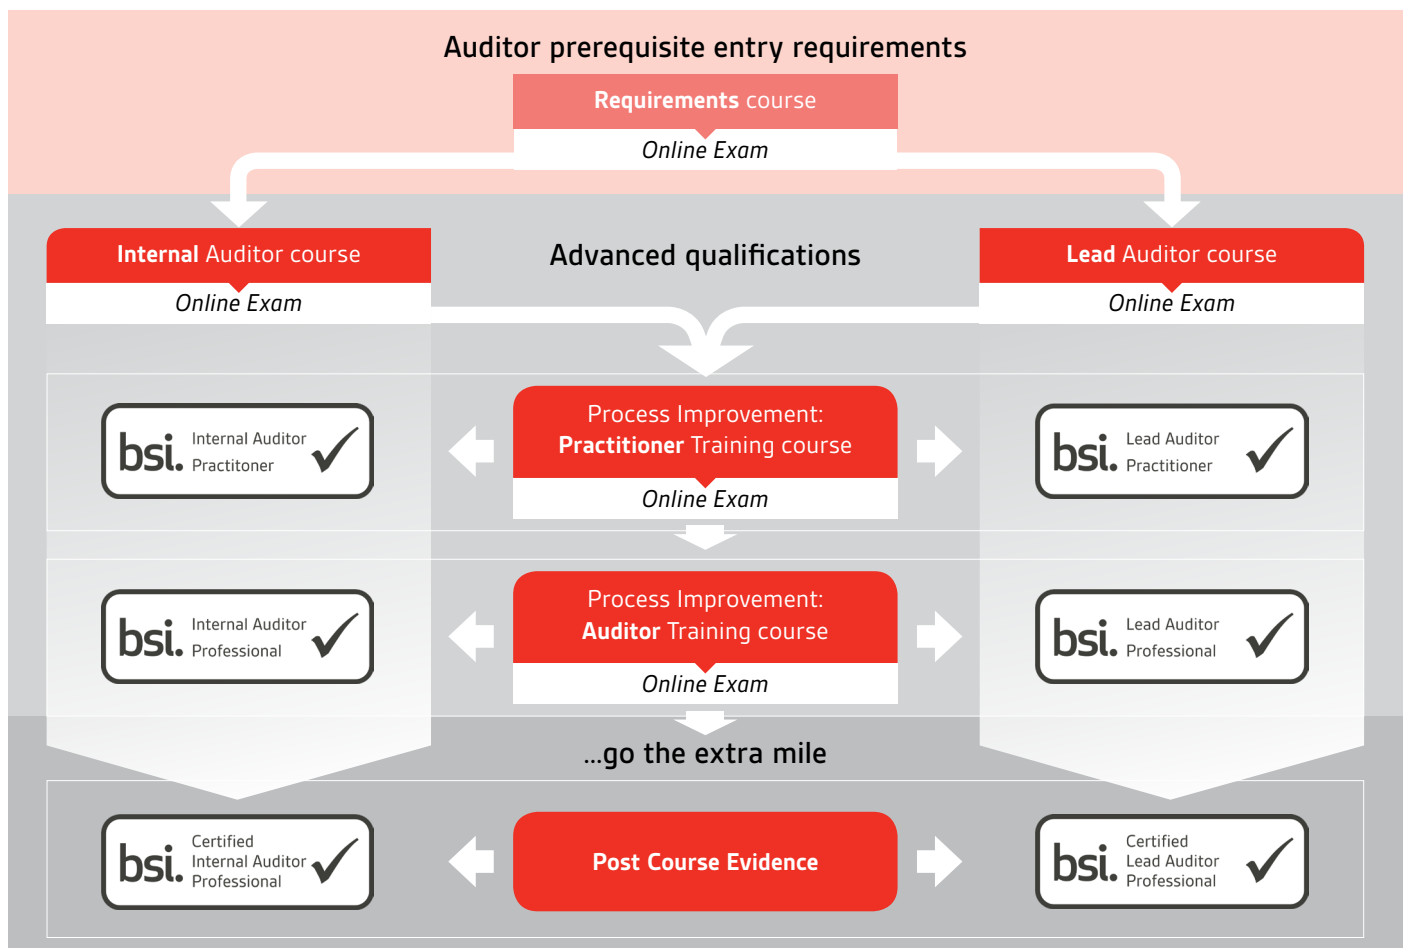 Auditor prerequisite entry requirements
Requirements course
Online Exam
Internal Auditor course
Online Exam
Advanced qualifications
Lead Auditor course
Online Exam
bsi. Internal Auditor
Practitoner
Process Improvement:
Practitioner Training course
Online Exam
bsi. Lead Auditor
Practitioner
bsi. Internal Auditor
Professional
Process Improvement:
Auditor Training course
Online Exam
bsi. Lead Auditor
Professional
...go the extra mile
bsi. Certified
Internal Auditor
Professional
Post Course Evidence
bsi. Certified
Lead Auditor
Professional